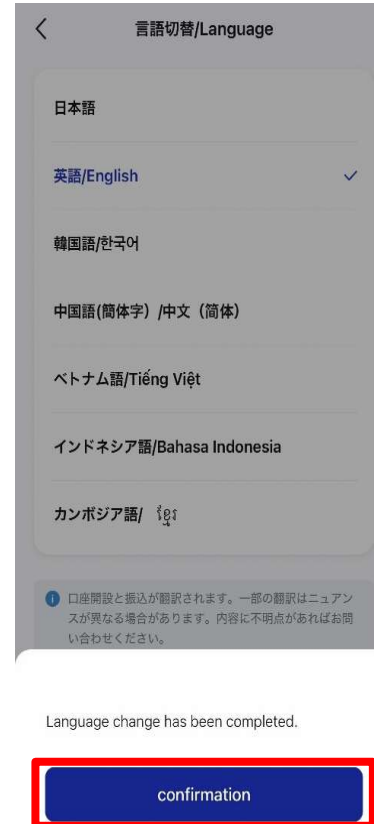 言語切替/Language
日本語
英語/English
韓国語/한국어
中国語(簡体字）/中文（简体）
ベトナム語/Tiếng Việt
インドネシア語/Bahasa Indonesia
カンボジア語/ ខ្មែរ
口座開設と振込が翻訳されます。一部の翻訳はニュアン
スが異なる場合があります。内容に不明点があればお問
い合わせください。
Language change has been completed.
confirmation